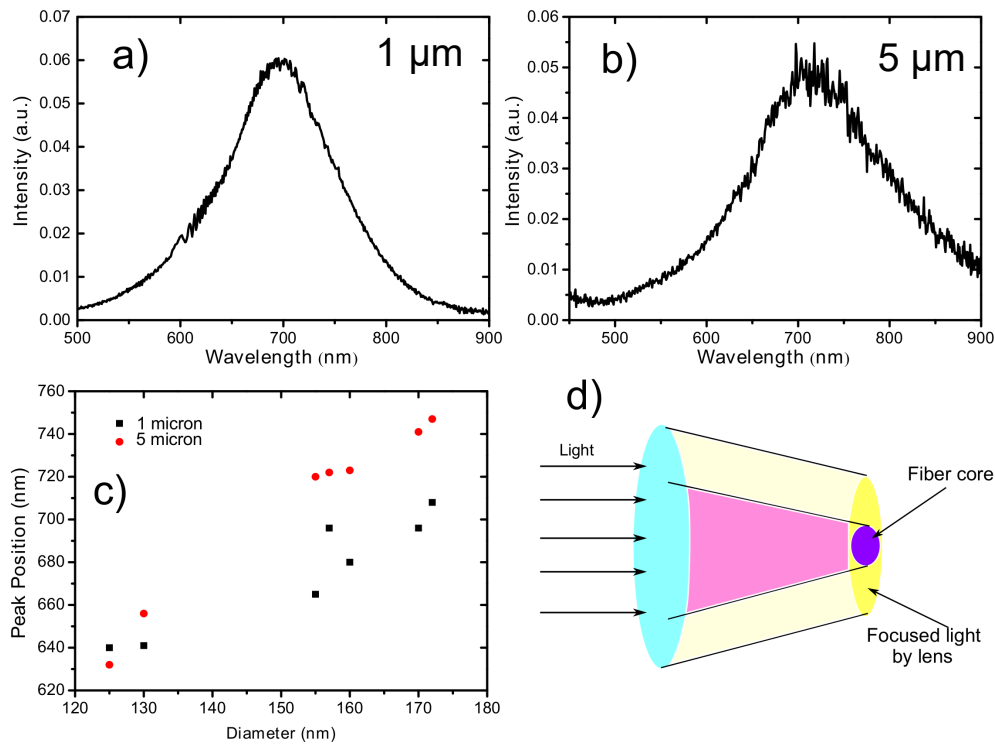 a)
1 µm
0.07
0.06
0.05
0.04
0.03
0.02
0.01
0.00
Intensity (a.u.)
500
600
700
800
900
Wavelength (nm)
b)
5 µm
0.06
0.05
0.04
0.03
0.02
0.01
0.00
Intensity (a.u.)
500
600
700
800
900
Wavelength (nm)
c)
1 micron
5 micron
760
740
720
700
680
660
640
620
Peak Position (nm)
120
130
140
150
160
170
180
Diameter (nm)
d)
Light
Fiber core
Focused light
by lens